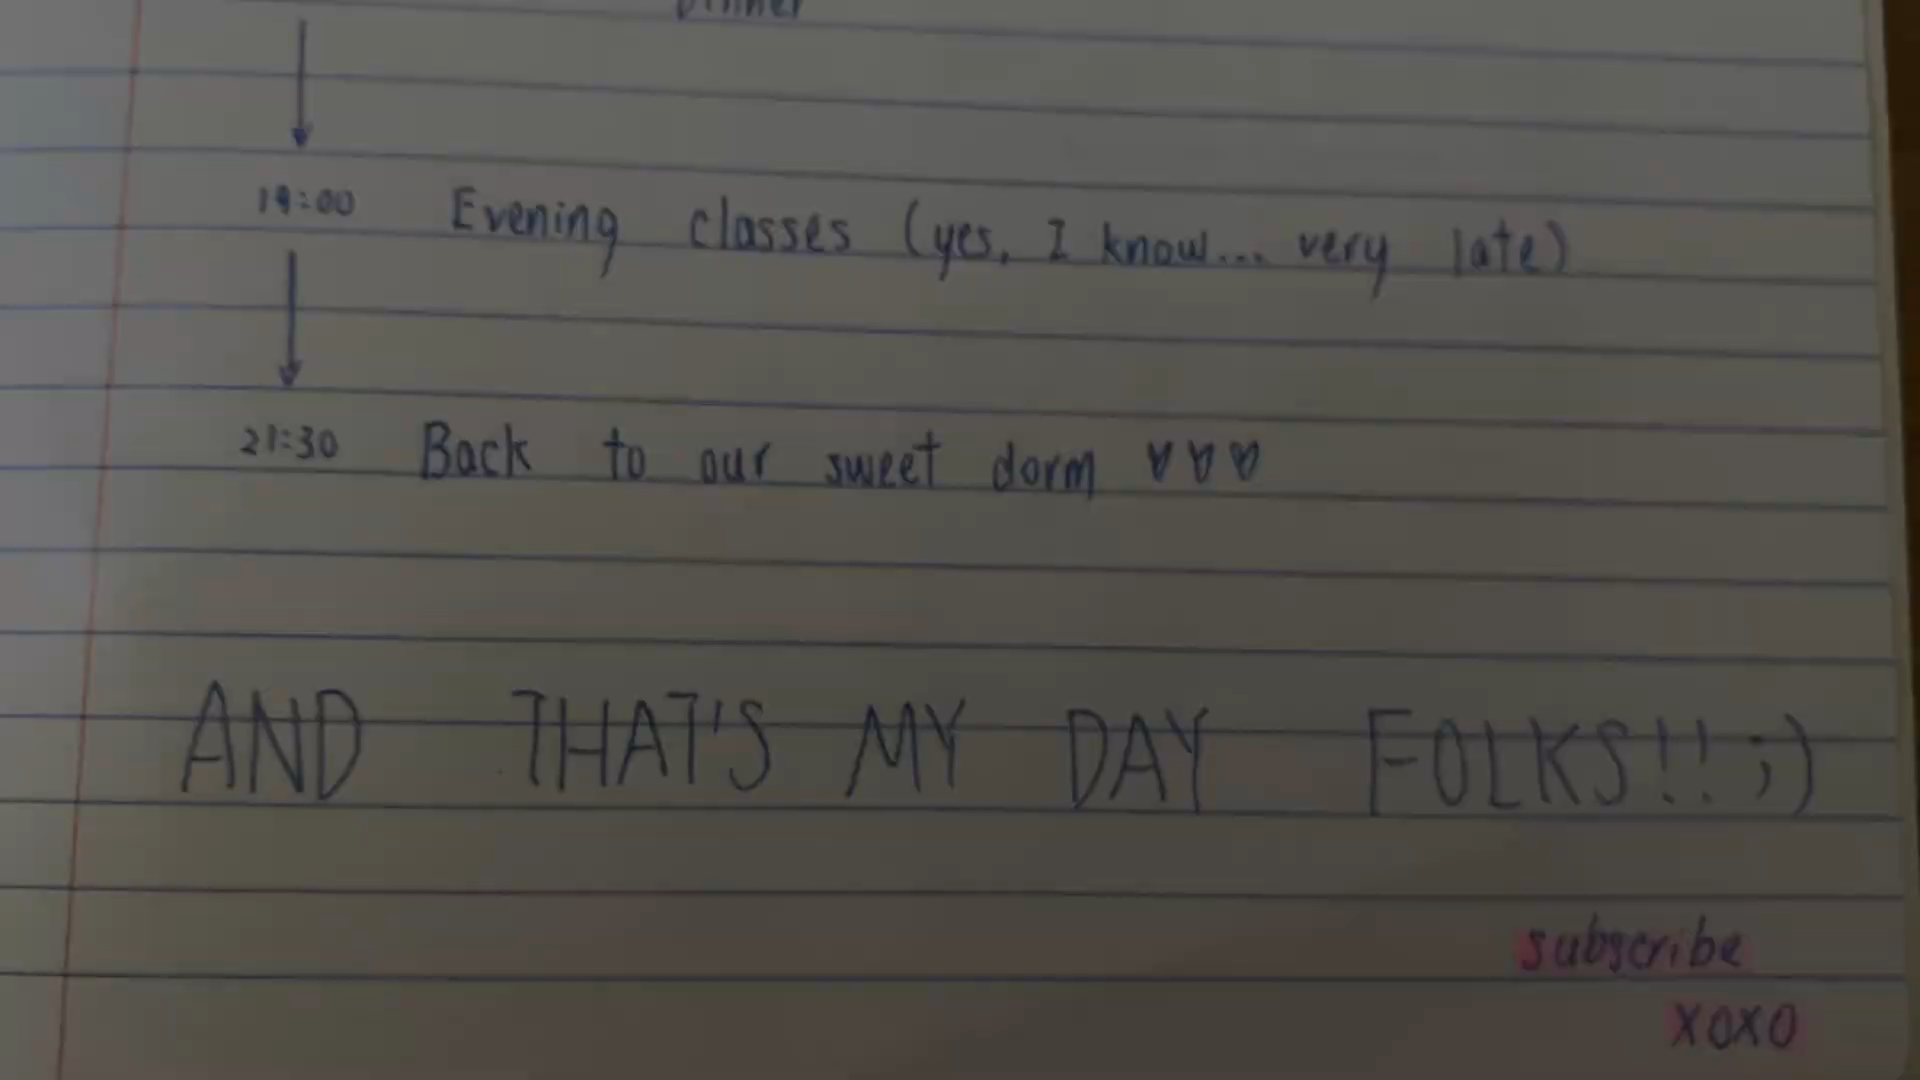 Dinner
19:00 Evening classes (yes, I know... very late)
21:30 Back to our sweet dorm ♥♥♥
AND THAT'S MY DAY FOLKS!! ;)
subscribe
XOXO